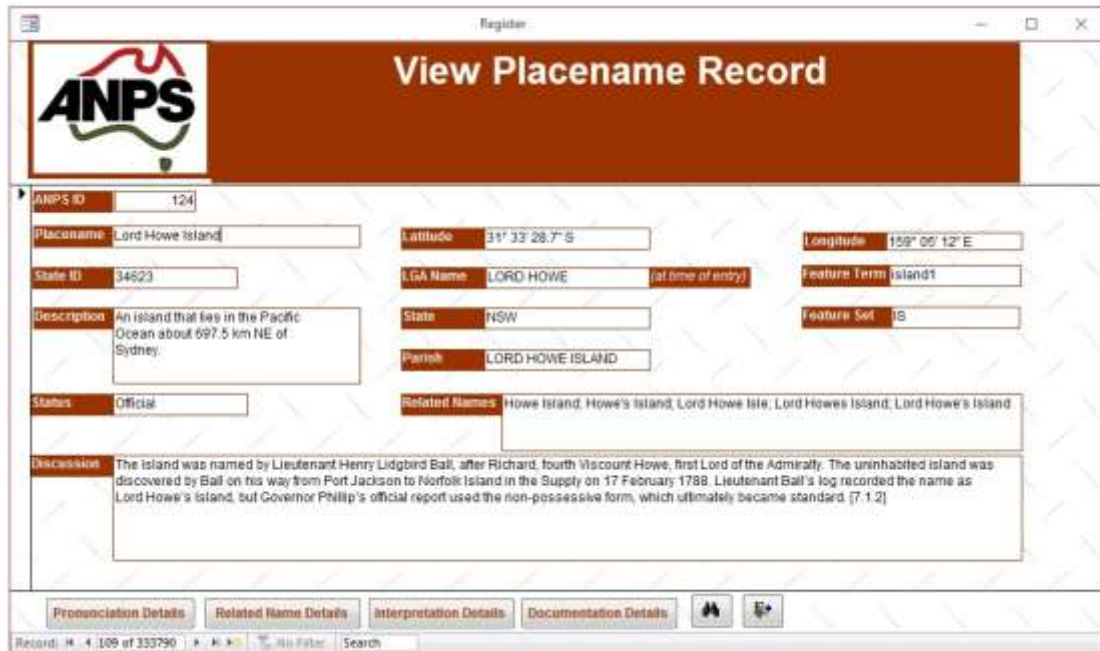 Register
ANPS
View Placename Record
ANPS ID 124
Placename Lord Howe Island Latitude 31° 33' 28.7" S Longitude 159° 05' 12" E
State ID 34623 LGA Name LORD HOWE (at time of entry) Feature Term island1
Description An island that lies in the Pacific
Ocean about 697.5 km NE of
Sydney.
State NSW Feature Set IS
Parish LORD HOWE ISLAND
Status Official Related Names Howe Island; Howe's Island; Lord Howe Isle; Lord Howes Island; Lord Howe's Island
Discussion The island was named by Lieutenant Henry Lidgbird Ball, after Richard, fourth Viscount Howe, first Lord of the Admiralty. The uninhabited island was
discovered by Ball on his way from Port Jackson to Norfolk Island in the Supply on 17 February 1788. Lieutenant Ball's log recorded the name as
Lord Howe's Island, but Governor Phillip's official report used the non-possessive form, which ultimately became standard. [7.1.2]
Pronunciation Details Related Name Details Interpretation Details Documentation Details
Record: 109 of 333790 No Filter Search